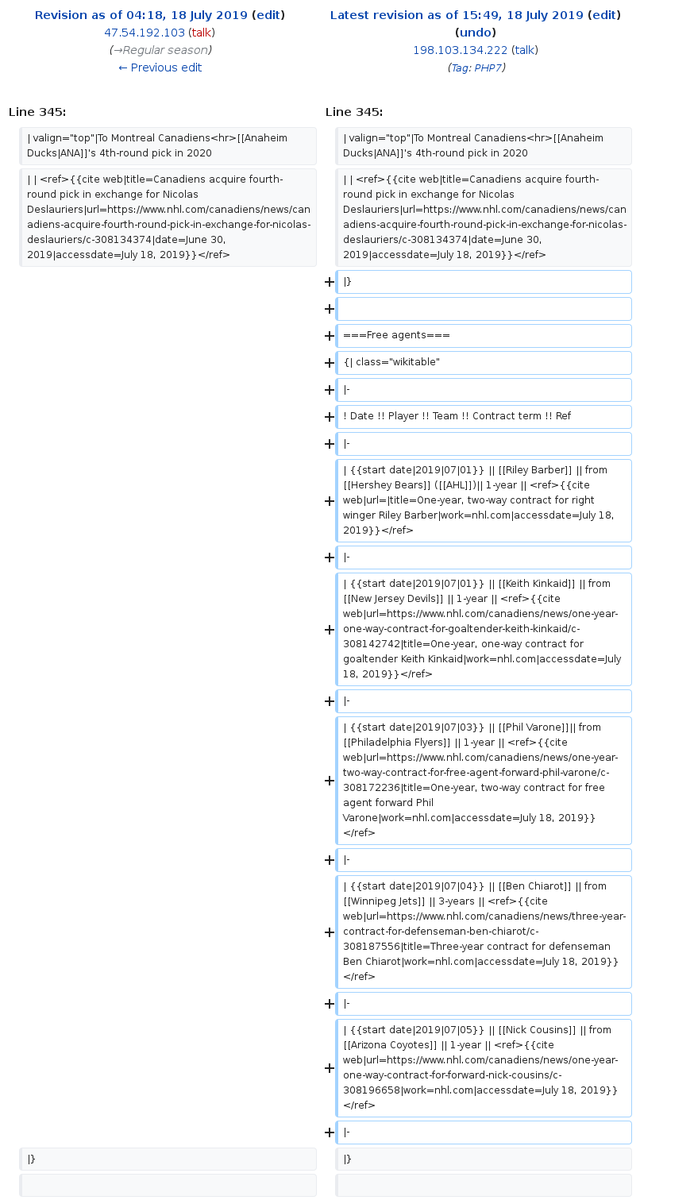 Revision as of 04:18, 18 July 2019 (edit)
47.54.192.103 (talk)
(→Regular season)
← Previous edit
Latest revision as of 15:49, 18 July 2019 (edit)
(undo)
198.103.134.222 (talk)
(Tag: PHP7)
Line 345:
Line 345:
| valign="top"|To Montreal Canadiens<hr>[[Anaheim
Ducks|ANA]]'s 4th-round pick in 2020
| valign="top"|To Montreal Canadiens<hr>[[Anaheim
Ducks|ANA]]'s 4th-round pick in 2020
| | <ref>{{cite web|title=Canadiens acquire fourth-
round pick in exchange for Nicolas
Deslauriers|url=https://www.nhl.com/canadiens/news/can
adiens-acquire-fourth-round-pick-in-exchange-for-nicolas-
deslauriers/c-308134374|date=June 30,
2019|accessdate=July 18, 2019}}</ref>
| | <ref>{{cite web|title=Canadiens acquire fourth-
round pick in exchange for Nicolas
Deslauriers|url=https://www.nhl.com/canadiens/news/can
adiens-acquire-fourth-round-pick-in-exchange-for-nicolas-
deslauriers/c-308134374|date=June 30,
2019|accessdate=July 18, 2019}}</ref>
+ |}
+
+ ===Free agents===
+ {| class="wikitable"
+ |-
+ ! Date !! Player !! Team !! Contract term !! Ref
+ |-
| {{start date|2019|07|01}} || [[Riley Barber]] || from
[[Hershey Bears]] ([[AHL]])|| 1-year || <ref>{{cite
+ web|url=|title=One-year, two-way contract for right
winger Riley Barber|work=nhl.com|accessdate=July 18,
2019}}</ref>
+ |-
| {{start date|2019|07|01}} || [[Keith Kinkaid]] || from
[[New Jersey Devils]] || 1-year || <ref>{{cite
web|url=https://www.nhl.com/canadiens/news/one-year-
+ one-way-contract-for-goaltender-keith-kinkaid/c-
308142742|title=One-year, one-way contract for
goaltender Keith Kinkaid|work=nhl.com|accessdate=July
18, 2019}}</ref>
+ |-
| {{start date|2019|07|03}} || [[Phil Varone]]|| from
[[Philadelphia Flyers]] || 1-year || <ref>{{cite
web|url=https://www.nhl.com/canadiens/news/one-year-
two-way-contract-for-free-agent-forward-phil-varone/c-
+ 308172236|title=One-year, two-way contract for free
agent forward Phil
Varone|work=nhl.com|accessdate=July 18, 2019}}
</ref>
+ |-
| {{start date|2019|07|04}} || [[Ben Chiarot]] || from
[[Winnipeg Jets]] || 3-years || <ref>{{cite
web|url=https://www.nhl.com/canadiens/news/three-year-
+ contract-for-defenseman-ben-chiarot/c-
308187556|title=Three-year contract for defenseman
Ben Chiarot|work=nhl.com|accessdate=July 18, 2019}}
</ref>
+ |-
| {{start date|2019|07|05}} || [[Nick Cousins]] || from
[[Arizona Coyotes]] || 1-year || <ref>{{cite
web|url=https://www.nhl.com/canadiens/news/one-year-
+ one-way-contract-for-forward-nick-cousins/c-
308196658|work=nhl.com|accessdate=July 18, 2019}}
</ref>
+ |-
|}
|}